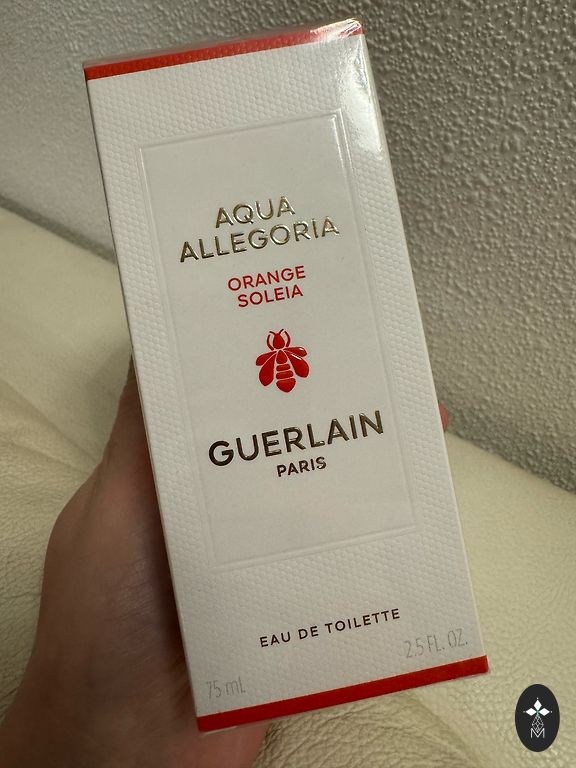 AQUA
ALLEGORIA
ORANGE
SOLEIA
GUERLAIN
PARIS
EAU DE TOILETTE
75 mL 2.5 FL. OZ.
M